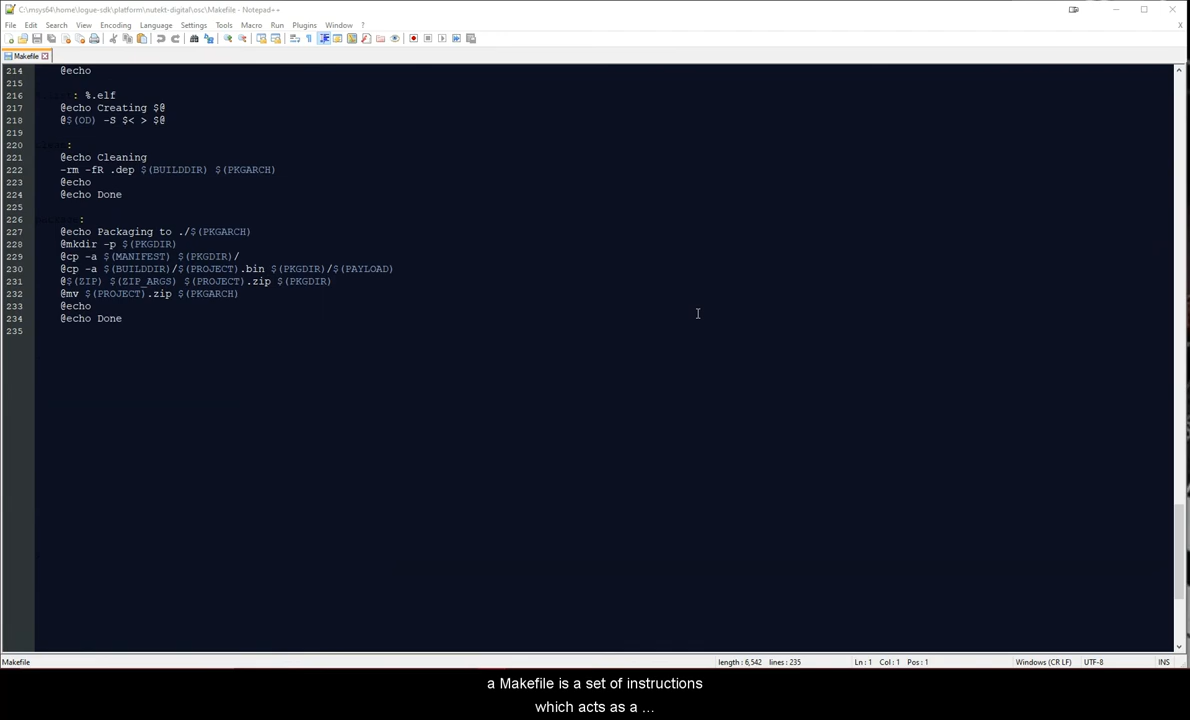 C:\msys64\home\logue-sdk\platform\nutekt-digital\osc\Makefile - Notepad++
File Edit Search View Encoding Language Settings Tools Macro Run Plugins Window ? X
Makefile
214 @echo
215
216 : %.elf
217 @echo Creating $@
218 @$(OD) -S $< > $@
219
220 :
221 @echo Cleaning
222 -rm -fR .dep $(BUILDDIR) $(PKGARCH)
223 @echo
224 @echo Done
225
226 :
227 @echo Packaging to ./$(PKGARCH)
228 @mkdir -p $(PKGDIR)
229 @cp -a $(MANIFEST) $(PKGDIR)/
230 @cp -a $(BUILDDIR)/$(PROJECT).bin $(PKGDIR)/$(PAYLOAD)
231 @$(ZIP) $(ZIP_ARGS) $(PROJECT).zip $(PKGDIR)
232 @mv $(PROJECT).zip $(PKGARCH)
233 @echo
234 @echo Done
235
Makefile length : 6,542 lines : 235 Ln : 1 Col : 1 Pos : 1 Windows (CR LF) UTF-8 INS
a Makefile is a set of instructions
which acts as a ...